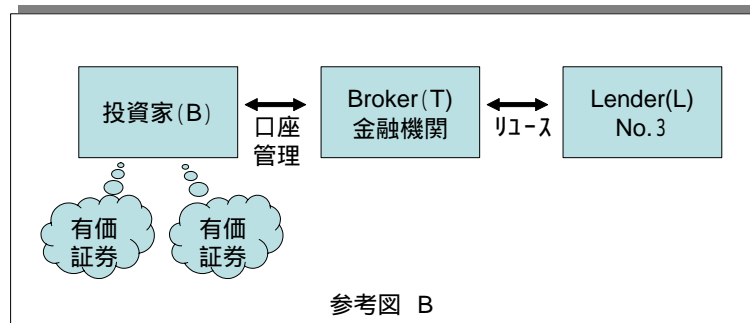 投資家(B)
Broker(T)
金融機関
Lender(L)
No.3
口座
管理
リユース
有価
証券
有価
証券
参考図 B